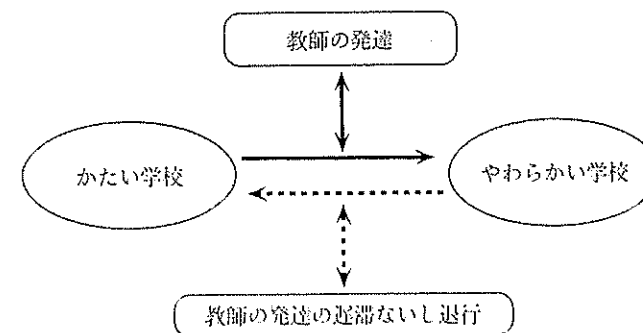 教師の発達
かたい学校
やわらかい学校
教師の発達の遅滞ないし退行